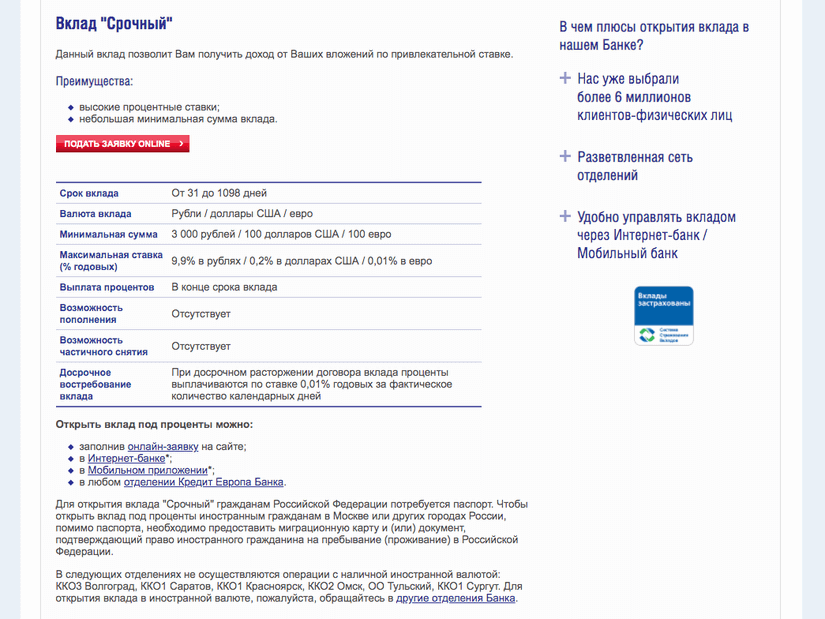 Вклад "Срочный"
Данный вклад позволит Вам получить доход от Ваших вложений по привлекательной ставке.
Преимущества:
высокие процентные ставки;
небольшая минимальная сумма вклада.
ПОДАТЬ ЗАЯВКУ ONLINE
Срок вклада От 31 до 1098 дней
Валюта вклада Рубли / доллары США / евро
Минимальная сумма 3 000 рублей / 100 долларов США / 100 евро
Максимальная ставка
(% годовых) 9,9% в рублях / 0,2% в долларах США / 0,01% в евро
Выплата процентов В конце срока вклада
Возможность
пополнения Отсутствует
Возможность
частичного снятия Отсутствует
Досрочное
востребование
вклада
При досрочном расторжении договора вклада проценты
выплачиваются по ставке 0,01% годовых за фактическое
количество календарных дней
Открыть вклад под проценты можно:
заполнив онлайн-заявку на сайте;
в Интернет-банке*;
в Мобильном приложении*;
в любом отделении Кредит Европа Банка.
Для открытия вклада "Срочный" гражданам Российской Федерации потребуется паспорт. Чтобы
открыть вклад под проценты иностранным гражданам в Москве или других городах России,
помимо паспорта, необходимо предоставить миграционную карту и (или) документ,
подтверждающий право иностранного гражданина на пребывание (проживание) в Российской
Федерации.
В следующих отделениях не осуществляются операции с наличной иностранной валютой:
ККО3 Волгоград, ККО1 Саратов, ККО1 Красноярск, ККО2 Омск, ОО Тульский, ККО1 Сургут. Для
открытия вклада в иностранной валюте, пожалуйста, обращайтесь в другие отделения Банка.
В чем плюсы открытия вклада в
нашем Банке?
Нас уже выбрали
более 6 миллионов
клиентов-физических лиц
Разветвленная сеть
отделений
Удобно управлять вкладом
через Интернет-банк /
Мобильный банк
Вклады
застрахованы
Система
Страхования
Вкладов